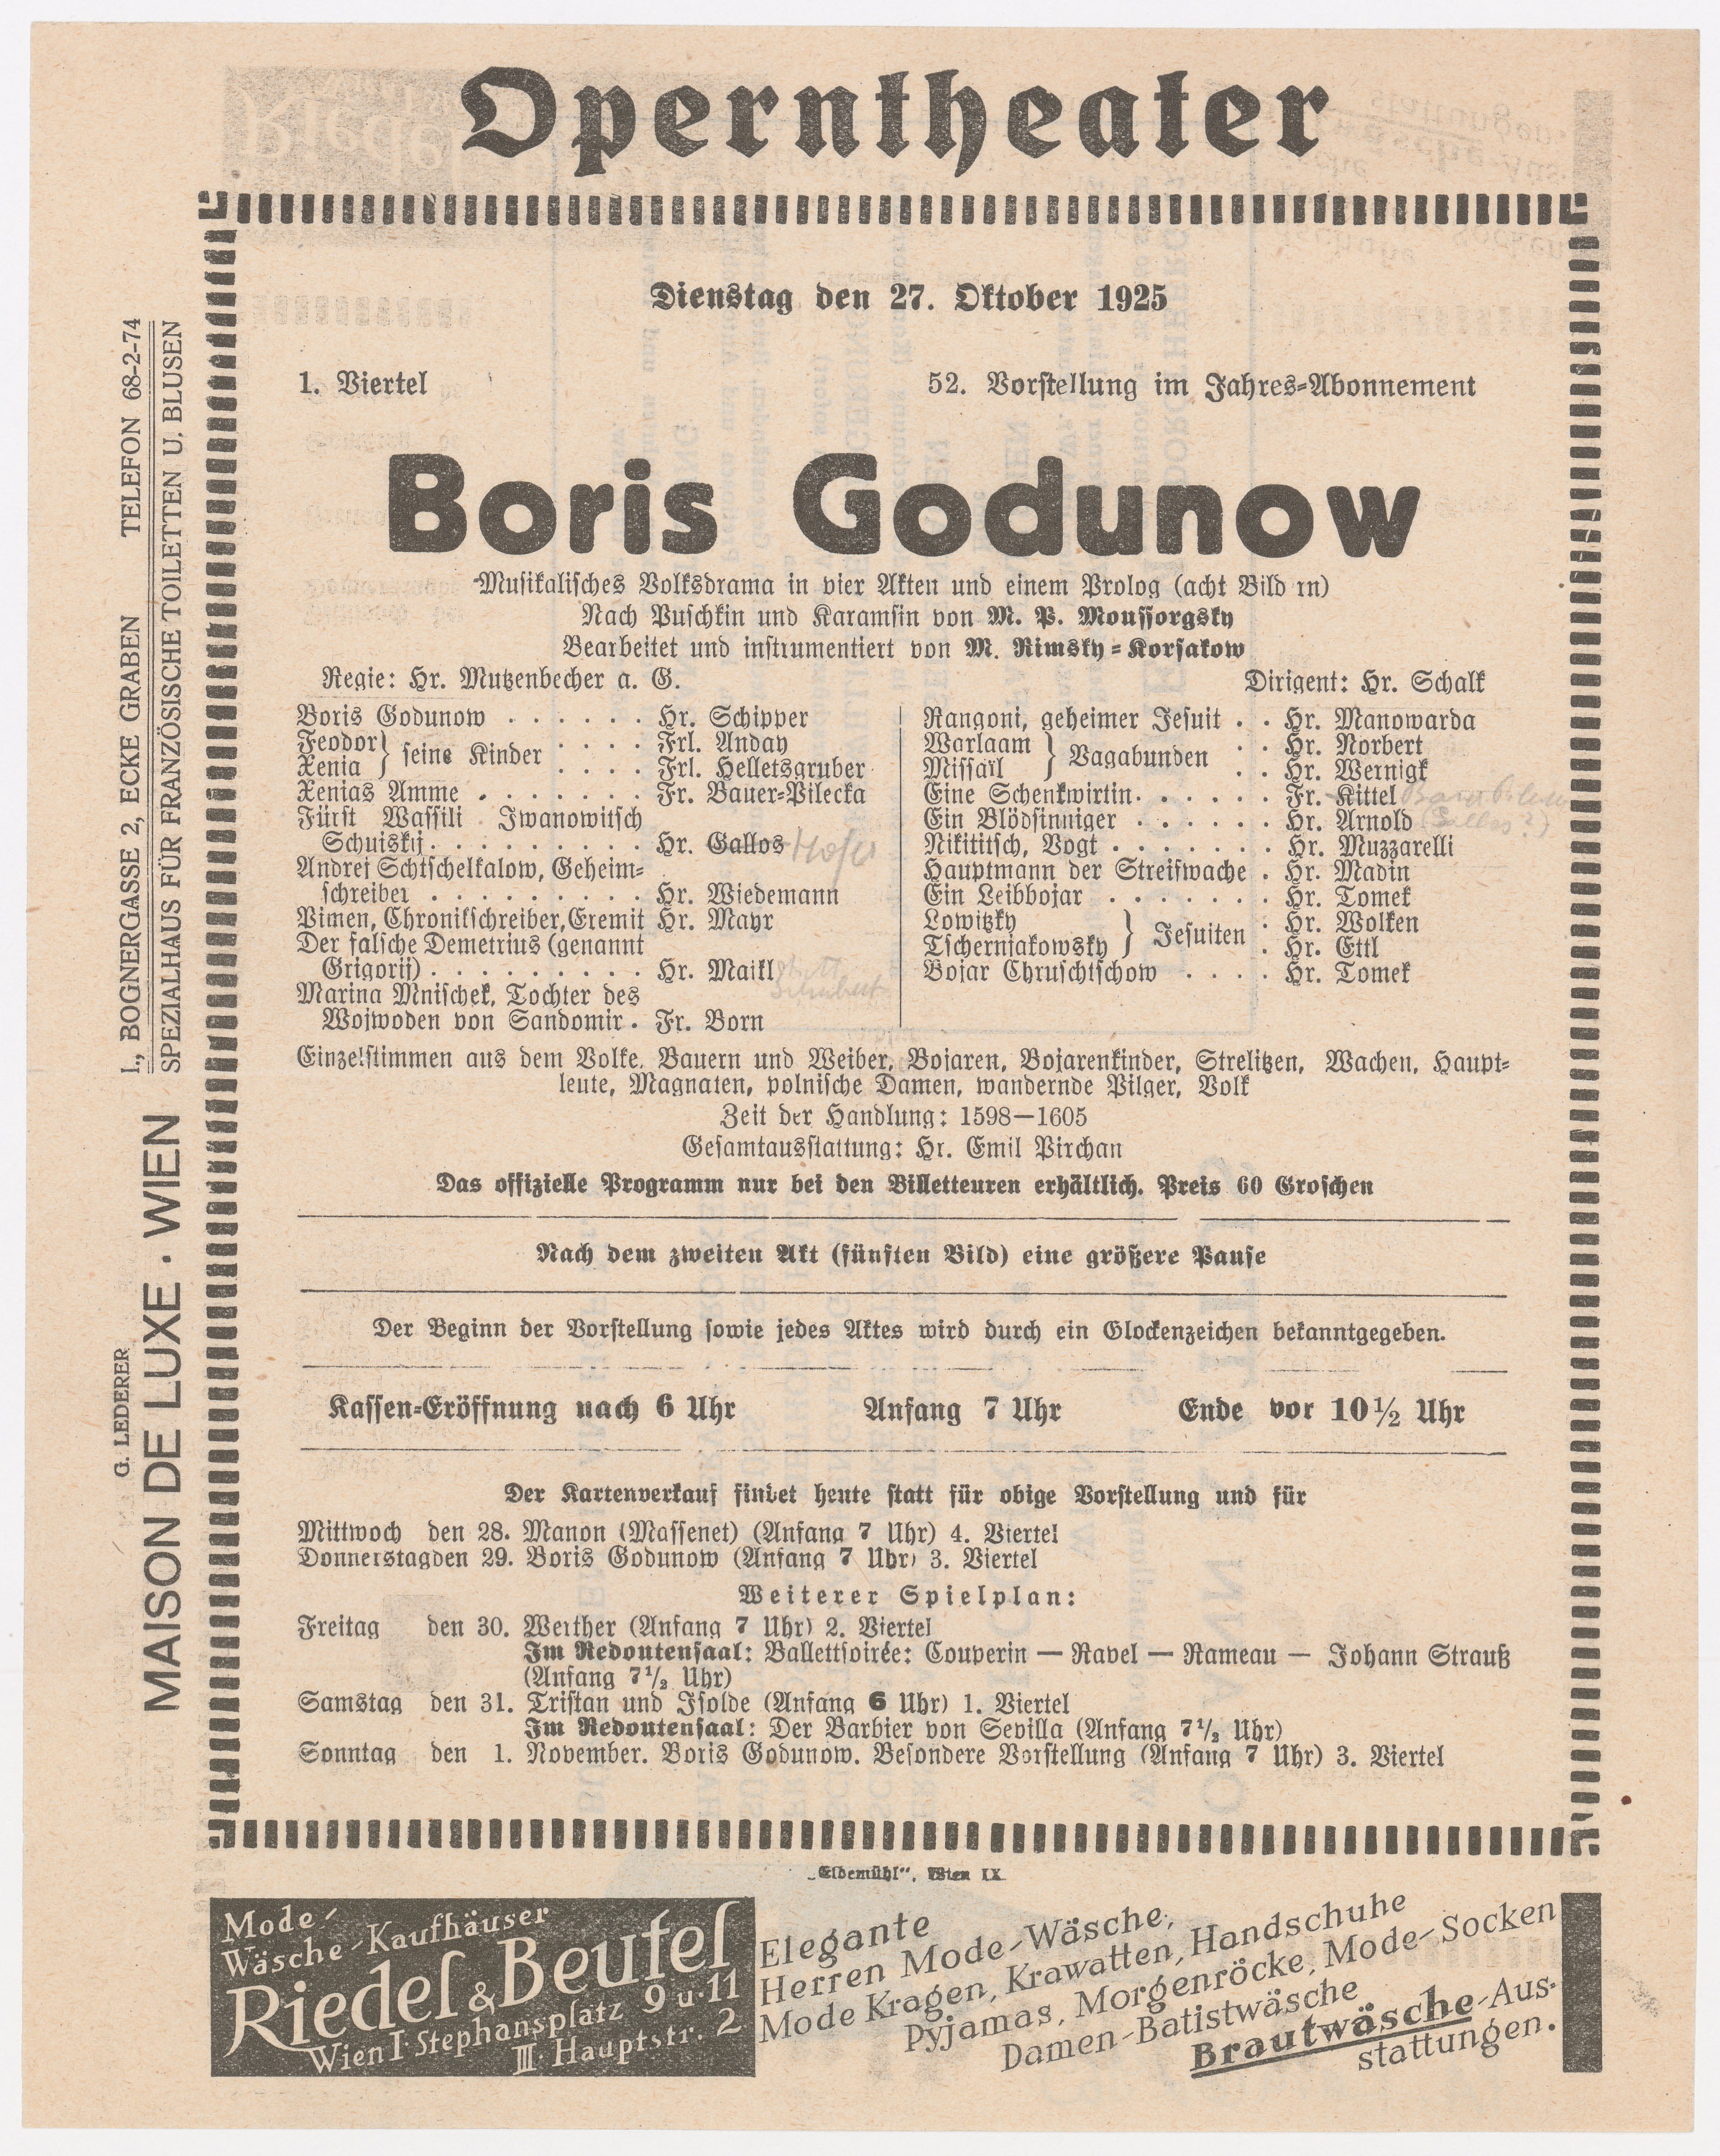 Operntheater
Dienstag den 27. Oktober 1925
1. Viertel 52. Vorstellung im Jahres-Abonnement
Boris Godunow
Musikalisches Volksdrama in vier Akten und einem Prolog (acht Bild rn)
Nach Puschkin und Karamsin von M. P. Moussorgsky
Bearbeitet und instrumentiert von M. Rimsky-Korsakow
Regie: Hr. Mutzenbecher a. G. Dirigent: Hr. Schalk
Boris Godunow . . . . . . Hr. Schipper
Feodor } seine Kinder . . . . Frl. Anday
Xenia } . . . . Frl. Helletsgruber
Xenias Amme . . . . . . . Fr. Bauer-Pilecka
Fürst Wassili Iwanowitsch
Schuiskij . . . . . . . . . Hr. Gallos Hofer
Andrei Schtschelkalow, Geheim-
schreiber . . . . . . . . . Hr. Wiedemann
Pimen, Chronikschreiber, Eremit Hr. Mayr
Der falsche Demetrius (genannt
Grigorij) . . . . . . . . . Hr. Maikl
Schubert
Marina Mnischek, Tochter des
Wojwoden von Sandomir . Fr. Born
Rangoni, geheimer Jesuit . . Hr. Manowarda
Warlaam } Vagabunden . . Hr. Norbert
Missail } . . Hr. Wernigk
Eine Schenkwirtin . . . . . . Fr. Kittel
Ein Blödsinniger . . . . . . Hr. Arnold
Nikititsch, Vogt . . . . . . . Hr. Muzzarelli
Hauptmann der Streifwache . Hr. Madin
Ein Leibbojar . . . . . . . Hr. Tomek
Lowitzky } Jesuiten . Hr. Wolken
Tscherniakowsky } . Hr. Ettl
Bojar Chruschtschow . . . . Hr. Tomek
Einzelstimmen aus dem Volke, Bauern und Weiber, Bojaren, Bojarenkinder, Strelitzen, Wachen, Haupt-
leute, Magnaten, polnische Damen, wandernde Pilger, Volk
Zeit der Handlung: 1598—1605
Gesamtausstattung: Hr. Emil Pirchan
Das offizielle Programm nur bei den Billetteuren erhältlich. Preis 60 Groschen
Nach dem zweiten Akt (fünften Bild) eine größere Pause
Der Beginn der Vorstellung sowie jedes Aktes wird durch ein Glockenzeichen bekanntgegeben.
Kassen-Eröffnung nach 6 Uhr Anfang 7 Uhr Ende vor 10½ Uhr
Der Kartenverkauf findet heute statt für obige Vorstellung und für
Mittwoch den 28. Manon (Massenet) (Anfang 7 Uhr) 4. Viertel
Donnerstag den 29. Boris Godunow (Anfang 7 Uhr) 3. Viertel
Weiterer Spielplan:
Freitag den 30. Werther (Anfang 7 Uhr) 2. Viertel
Im Redoutensaal: Ballettsoirée: Couperin — Ravel — Rameau — Johann Strauß
(Anfang 7½ Uhr)
Samstag den 31. Tristan und Isolde (Anfang 6 Uhr) 1. Viertel
Im Redoutensaal: Der Barbier von Sevilla (Anfang 7½ Uhr)
Sonntag den 1. November. Boris Godunow. Besondere Vorstellung (Anfang 7 Uhr) 3. Viertel
„Elbemühl“, Wien IX
G. LEDERER
MAISON DE LUXE · WIEN
I., BOGNERGASSE 2, ECKE GRABEN TELEFON 68-2-74
SPEZIALHAUS FÜR FRANZÖSISCHE TOILETTEN U. BLUSEN
Mode-
Wäsche-Kaufhäuser
Riedel & Beutel
Wien I. Stephansplatz 9 u. 11
III. Hauptstr. 2
Elegante
Herren Mode-Wäsche,
Mode Kragen, Krawatten, Handschuhe
Pyjamas, Morgenröcke, Mode-Socken
Damen-Batistwäsche
Brautwäsche-Aus-
stattungen.